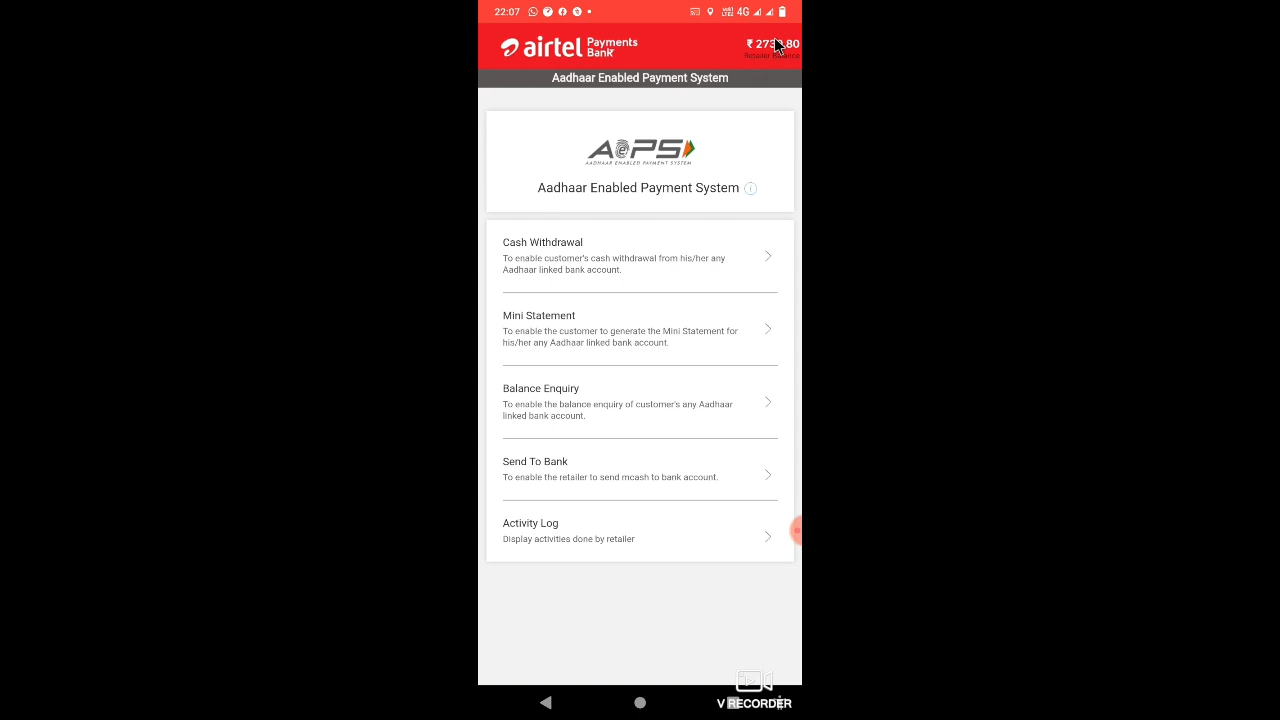 22:07
4G
airtel Payments Bank
Retailer Balance
Aadhaar Enabled Payment System
AePS
AADHAAR ENABLED PAYMENT SYSTEM
Aadhaar Enabled Payment System
Cash Withdrawal
To enable customer's cash withdrawal from his/her any
Aadhaar linked bank account.
Mini Statement
To enable the customer to generate the Mini Statement for
his/her any Aadhaar linked bank account.
Balance Enquiry
To enable the balance enquiry of customer's any Aadhaar
linked bank account.
Send To Bank
To enable the retailer to send mcash to bank account.
Activity Log
Display activities done by retailer
V RECORDER